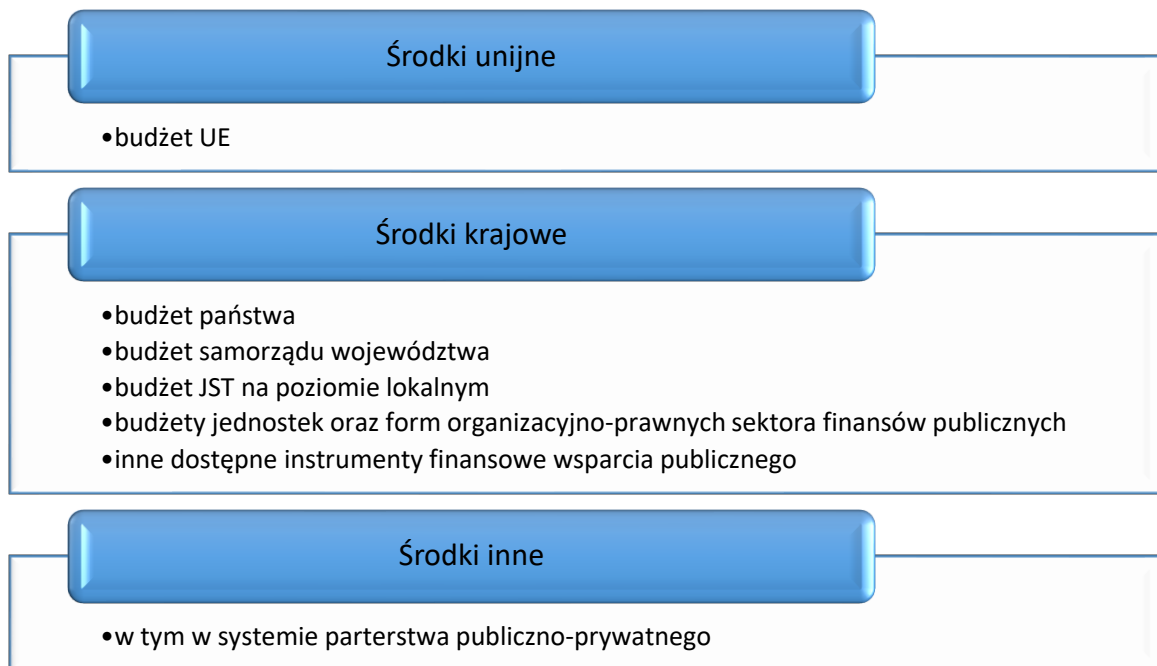 Środki unijne
•budżet UE
Środki krajowe
•budżet państwa
•budżet samorządu województwa
•budżet JST na poziomie lokalnym
•budżety jednostek oraz form organizacyjno-prawnych sektora finansów publicznych
•inne dostępne instrumenty finansowe wsparcia publicznego
Środki inne
•w tym w systemie parterstwa publiczno-prywatnego